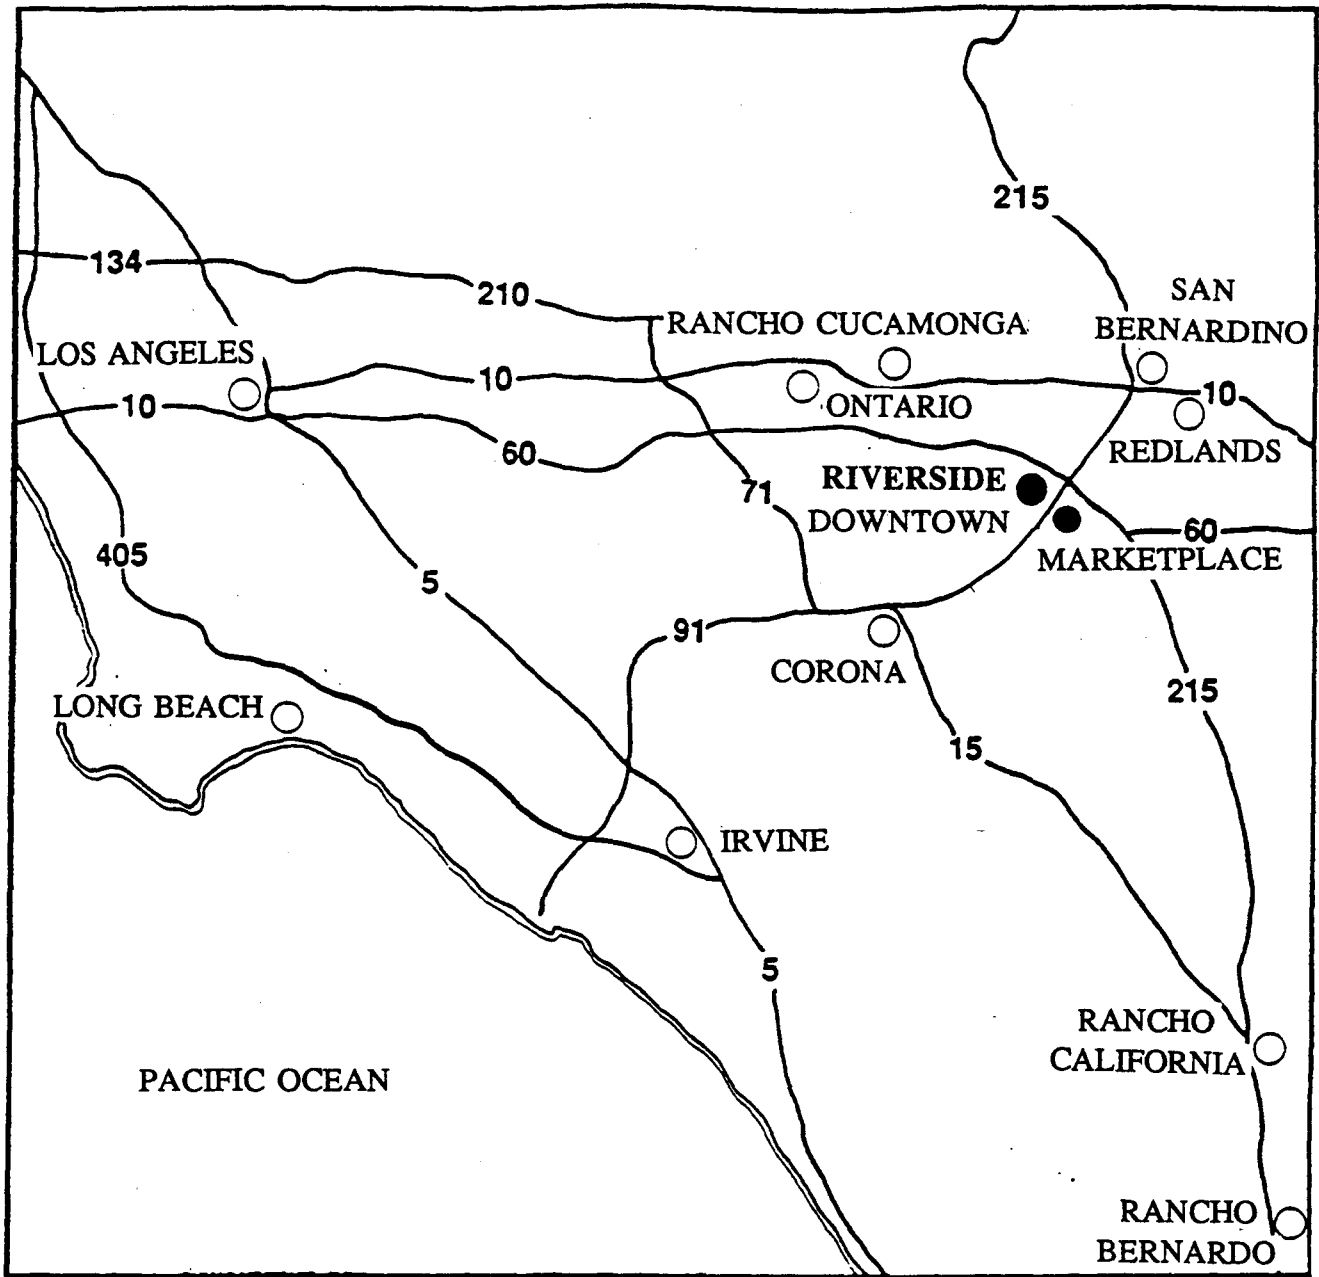 215
134
SAN
BERNARDINO
210
RANCHO CUCAMONGA
LOS ANGELES
10
10
10
ONTARIO
REDLANDS
60
RIVERSIDE
DOWNTOWN
71
60
MARKETPLACE
405
5
91
CORONA
215
LONG BEACH
15
IRVINE
5
RANCHO
CALIFORNIA
PACIFIC OCEAN
RANCHO
BERNARDO